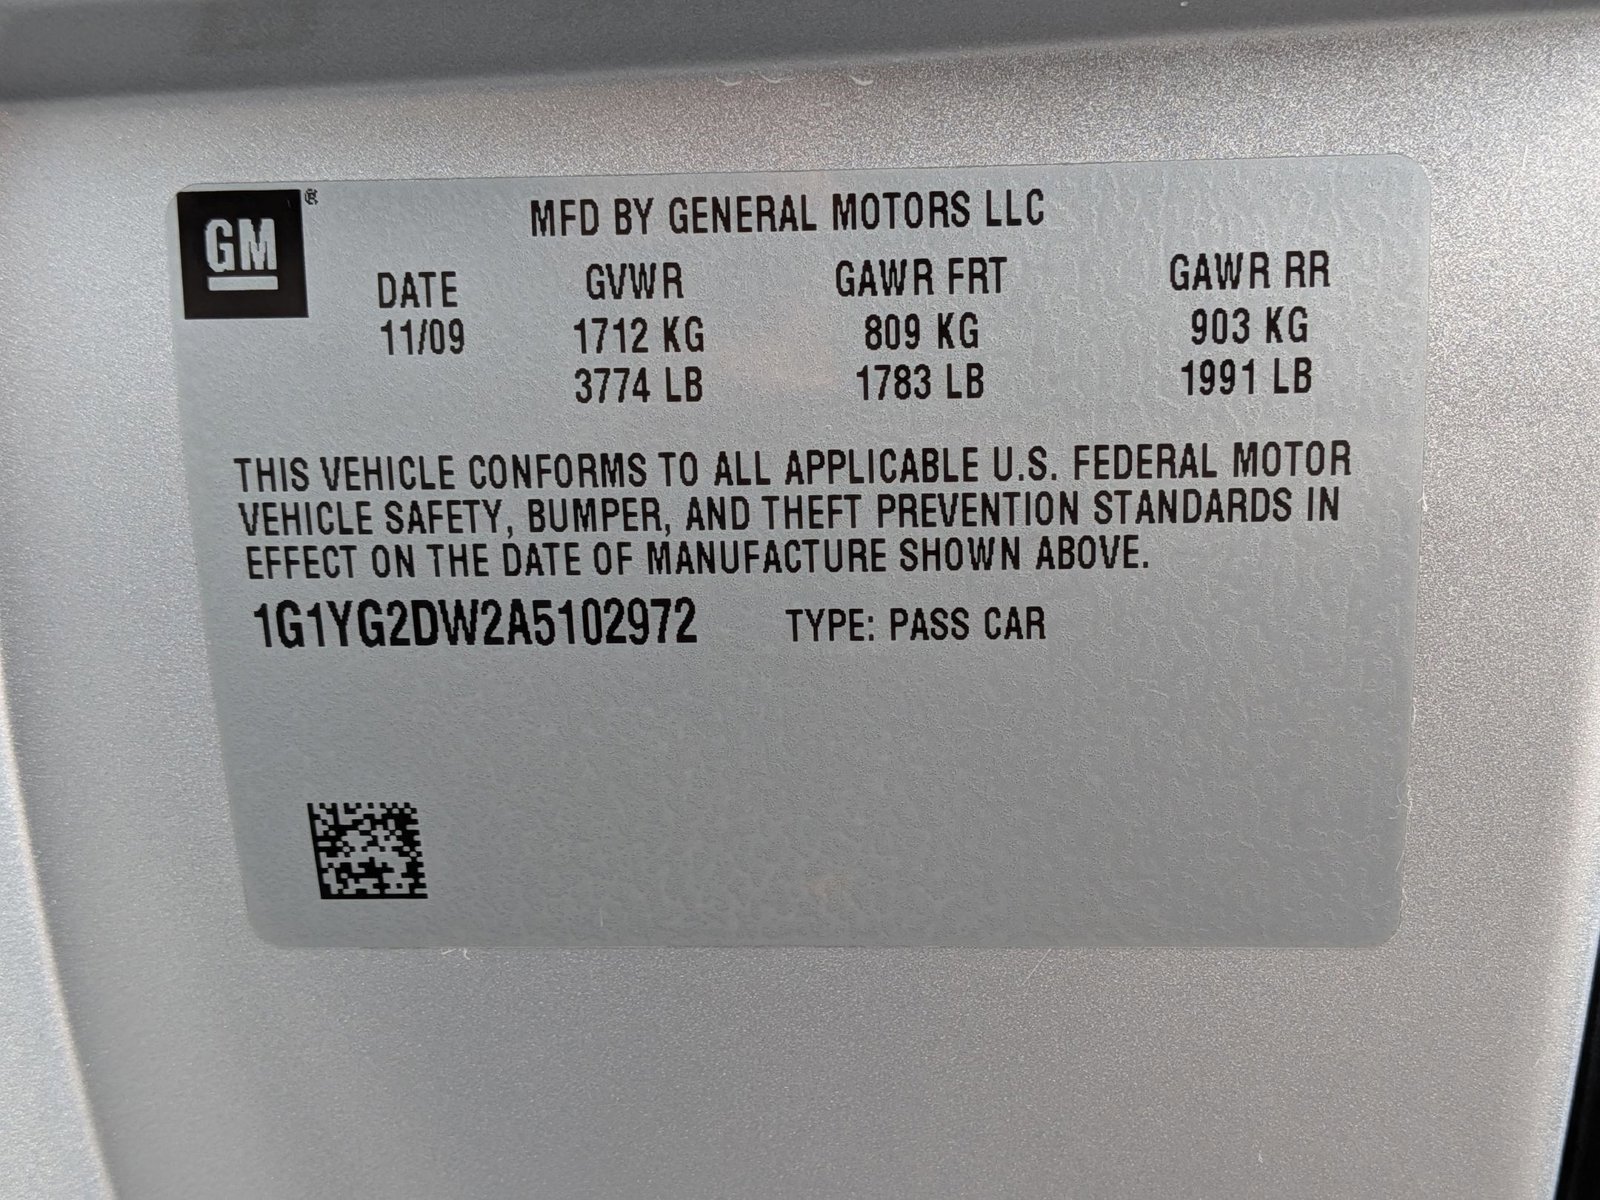 GM®
MFD BY GENERAL MOTORS LLC
DATE GVWR GAWR FRT GAWR RR
11/09 1712 KG 809 KG 903 KG
3774 LB 1783 LB 1991 LB
THIS VEHICLE CONFORMS TO ALL APPLICABLE U.S. FEDERAL MOTOR
VEHICLE SAFETY, BUMPER, AND THEFT PREVENTION STANDARDS IN
EFFECT ON THE DATE OF MANUFACTURE SHOWN ABOVE.
1G1YG2DW2A5102972 TYPE: PASS CAR